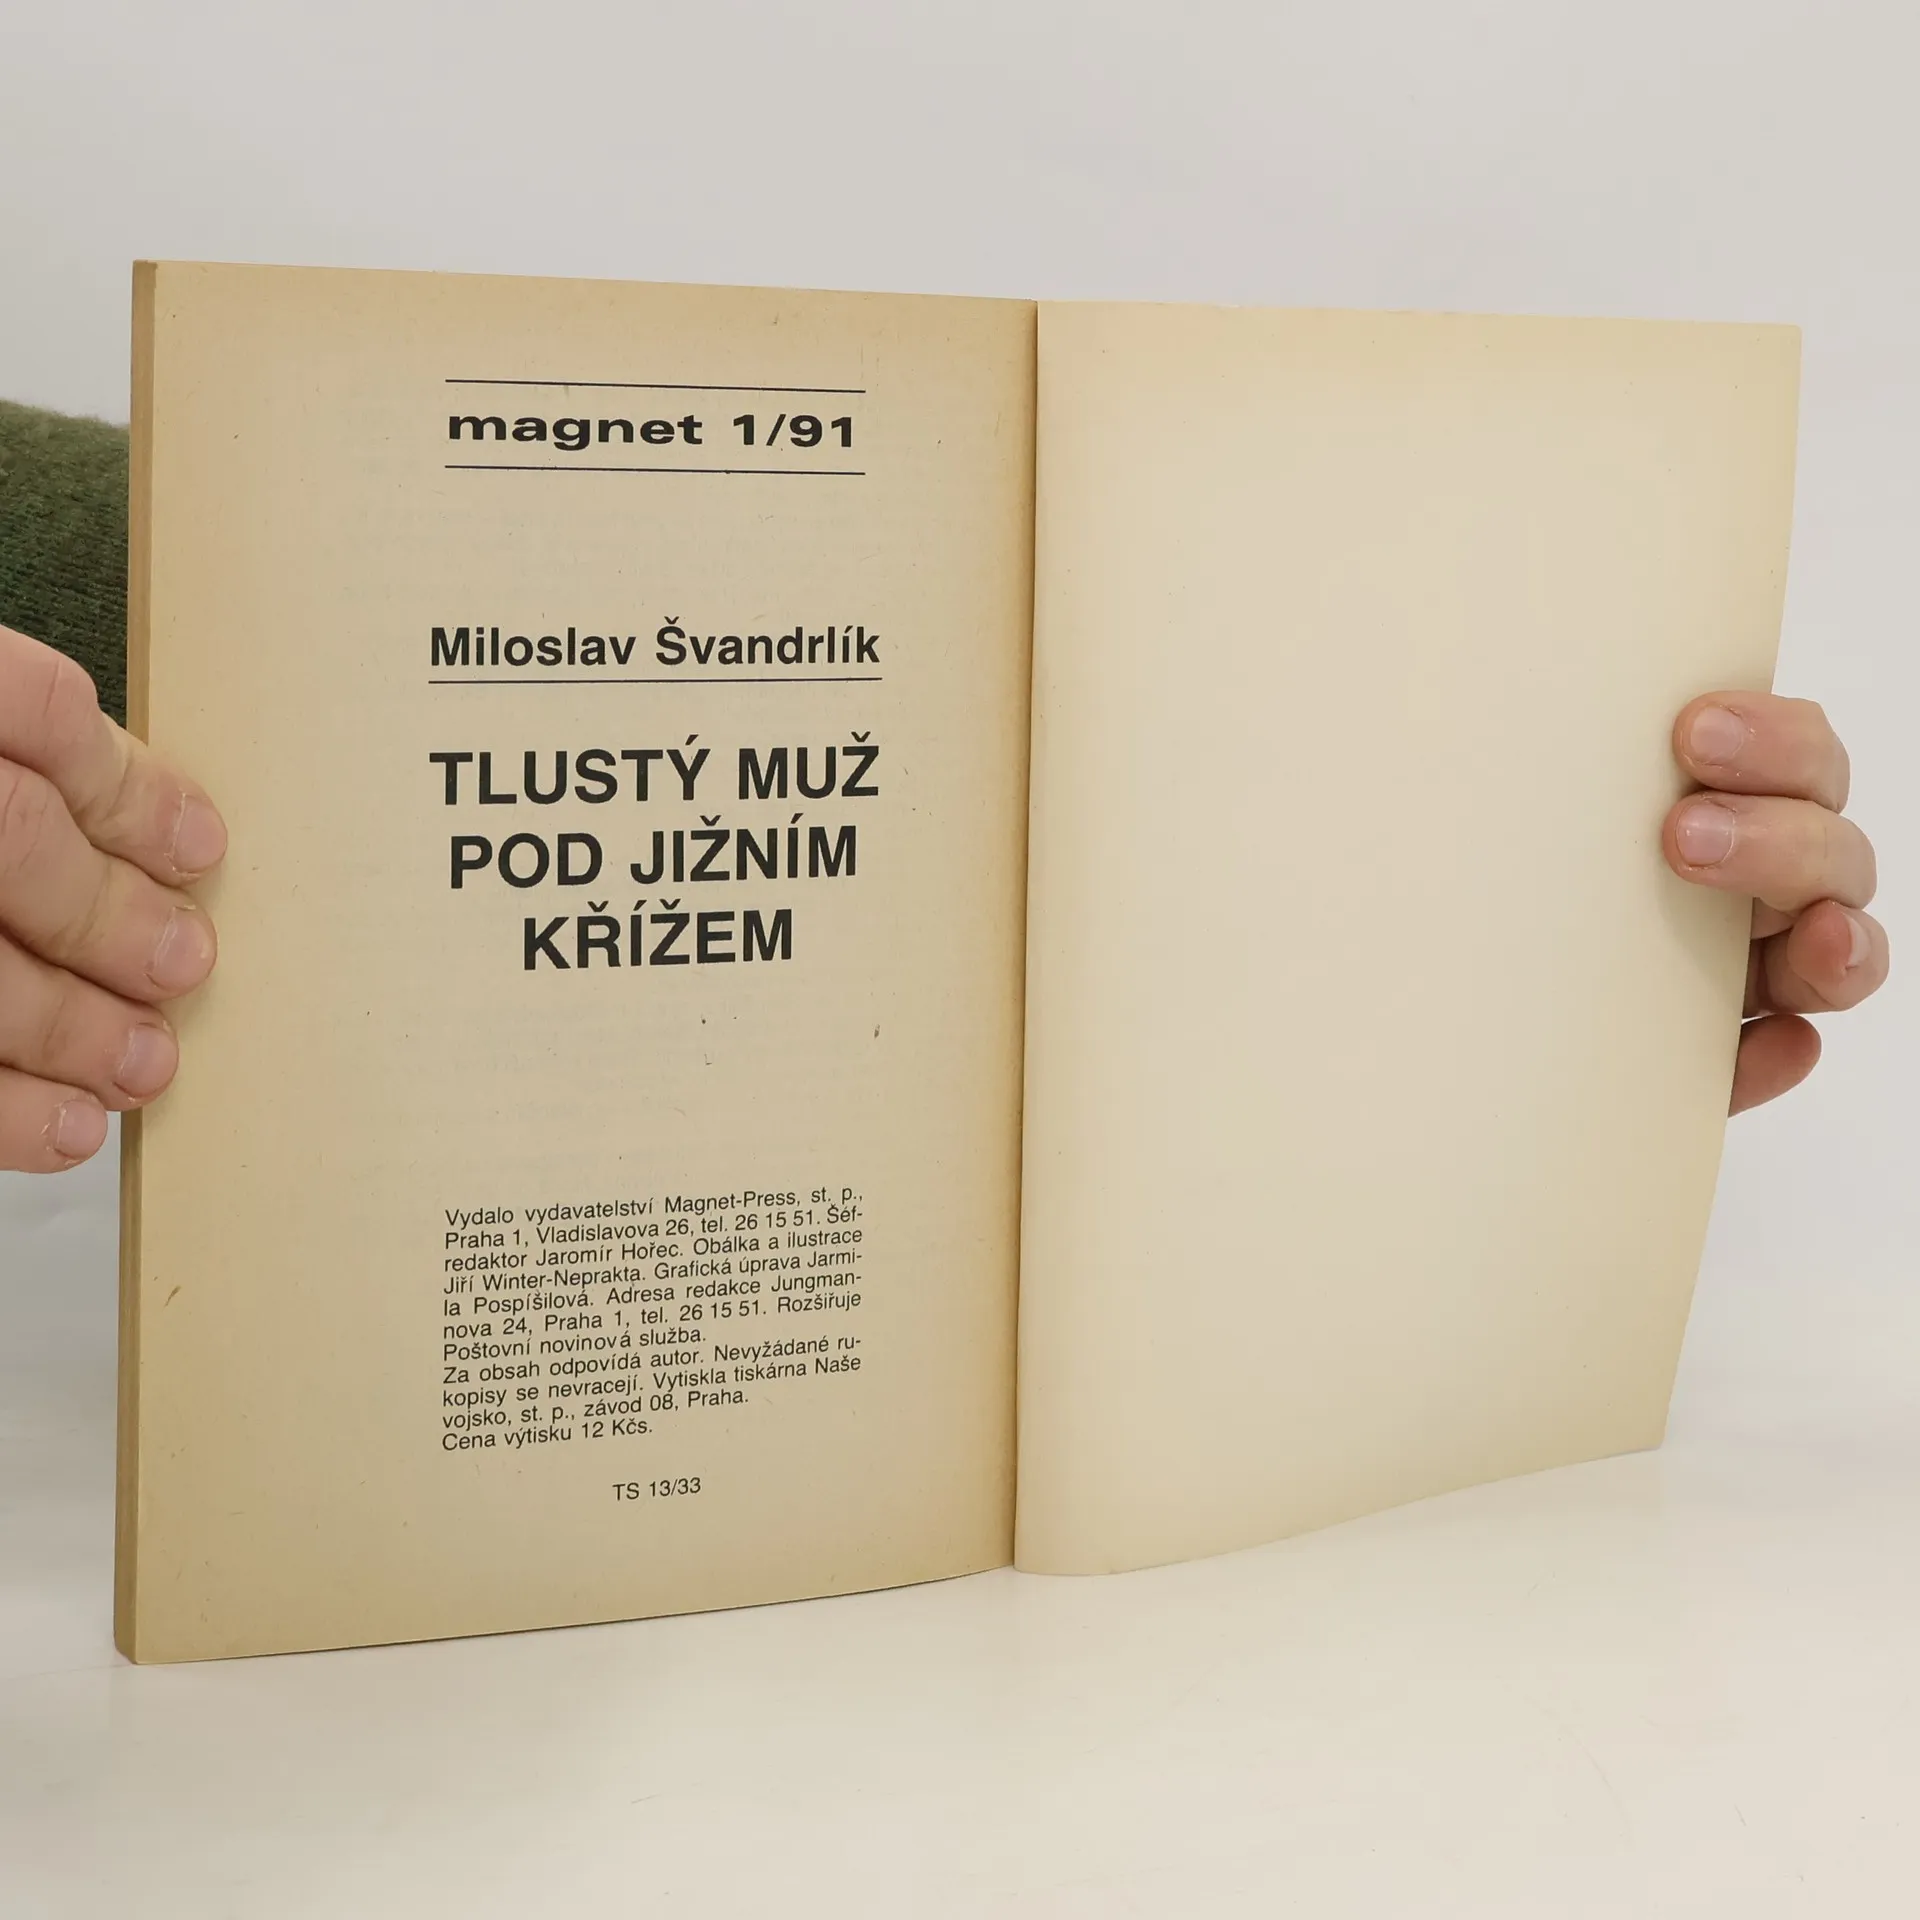 magnet 1/91
Miloslav Švandrlík
TLUSTÝ MUŽ
POD JIŽNÍM
KŘÍŽEM
Vydalo vydavatelství Magnet-Press, st. p.,
Praha 1, Vladislavova 26, tel. 26 15 51. Šéf-
redaktor Jaromír Hořec. Obálka a ilustrace
Jiří Winter-Neprakta. Grafická úprava Jarmi-
la Pospíšilová. Adresa redakce Jungman-
nova 24, Praha 1, tel. 26 15 51. Rozšiřuje
Poštovní novinová služba.
Za obsah odpovídá autor. Nevyžádané ru-
kopisy se nevracejí. Vytiskla tiskárna Naše
vojsko, st. p., závod 08, Praha.
Cena výtisku 12 Kčs.
TS 13/33